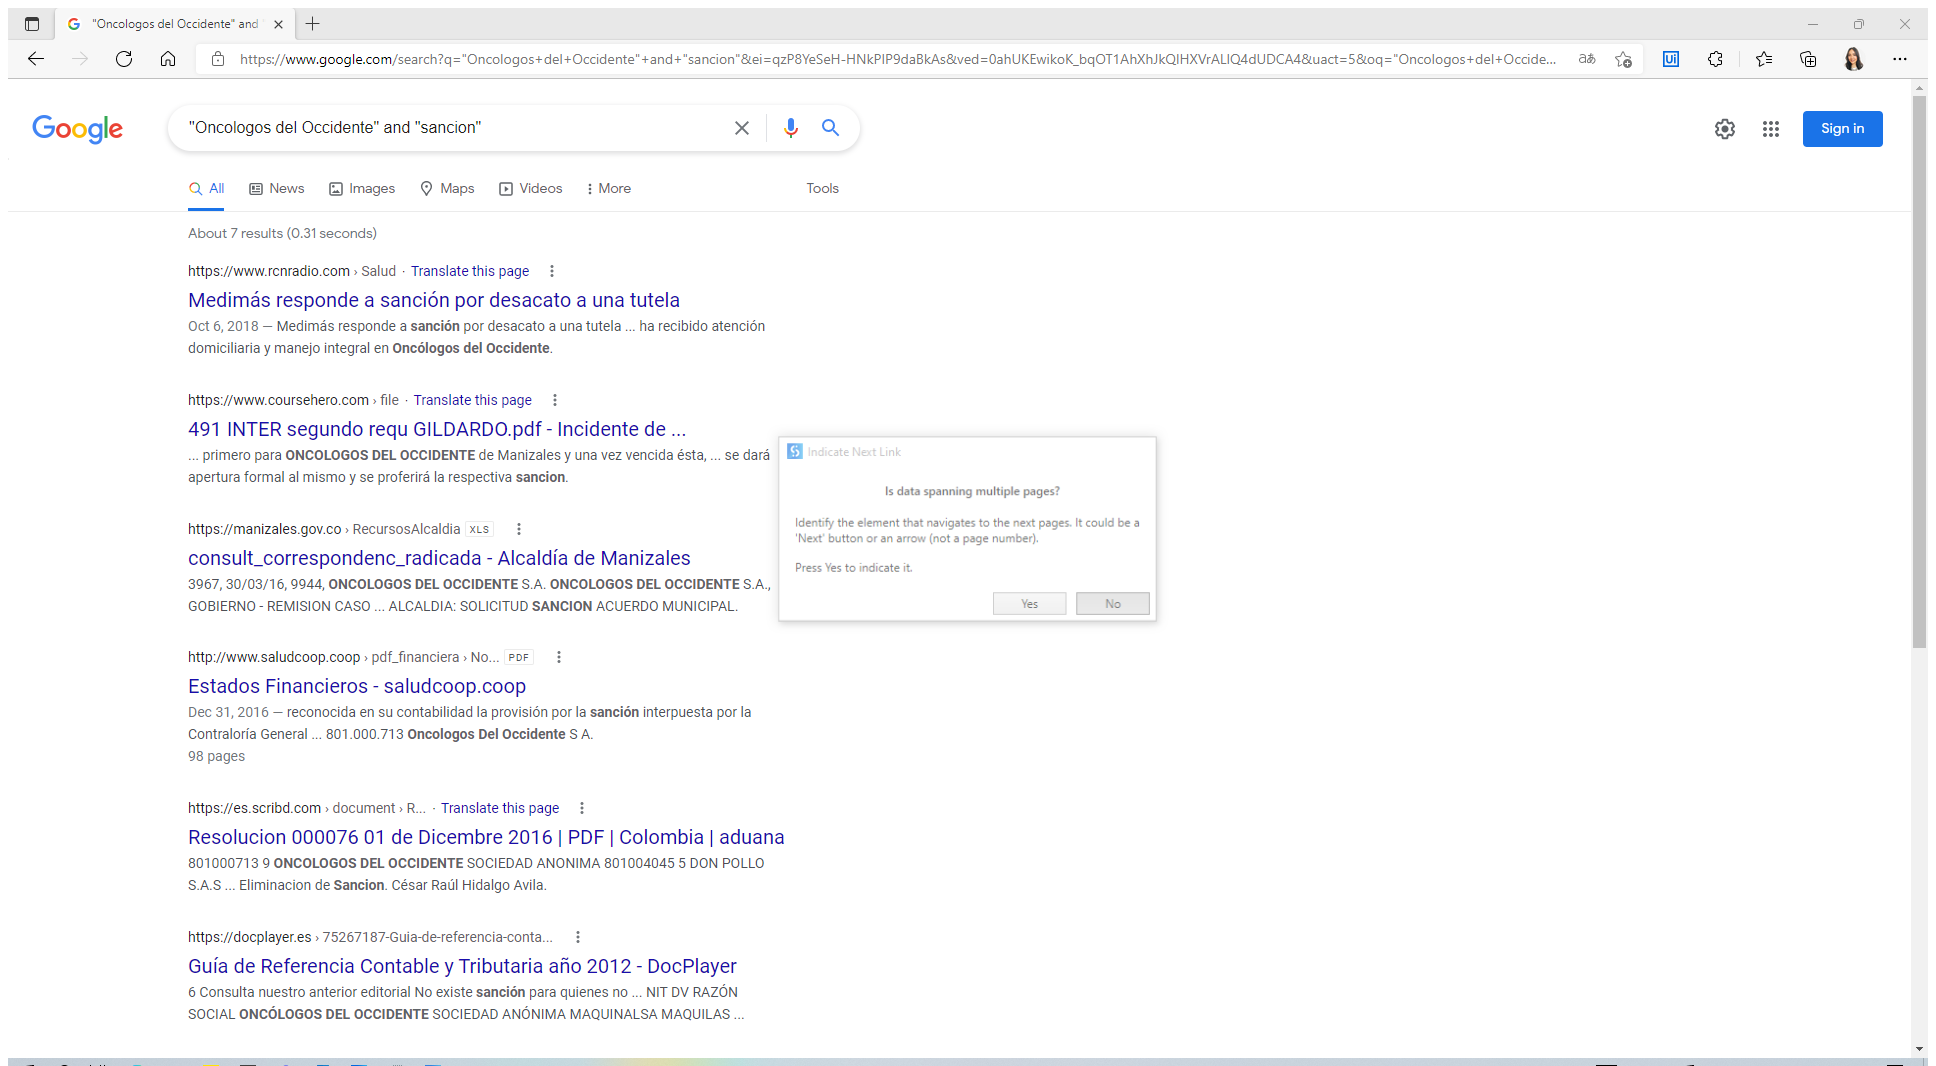 "Oncologos del Occidente" and
https://www.google.com/search?q="Oncologos+del+Occidente"+and+"sancion"&ei=qzP8YeSeH-HNkPIP9daBkAs&ved=0ahUKEwikoK_bqOT1AhXhJkQIHXVrALIQ4dUDCA4&uact=5&oq="Oncologos+del+Occide...
Google
"Oncologos del Occidente" and "sancion"
Sign in
All News Images Maps Videos More Tools
About 7 results (0.31 seconds)
https://www.rcnradio.com › Salud · Translate this page
Medimás responde a sanción por desacato a una tutela
Oct 6, 2018 — Medimás responde a sanción por desacato a una tutela ... ha recibido atención
domiciliaria y manejo integral en Oncólogos del Occidente.
https://www.coursehero.com › file · Translate this page
491 INTER segundo requ GILDARDO.pdf - Incidente de ...
... primero para ONCOLOGOS DEL OCCIDENTE de Manizales y una vez vencida ésta, ... se dará
apertura formal al mismo y se proferirá la respectiva sancion.
Indicate Next Link
Is data spanning multiple pages?
Identify the element that navigates to the next pages. It could be a
'Next' button or an arrow (not a page number).
Press Yes to indicate it.
Yes No
https://manizales.gov.co › RecursosAlcaldia XLS
consult_correspondenc_radicada - Alcaldía de Manizales
3967, 30/03/16, 9944, ONCOLOGOS DEL OCCIDENTE S.A. ONCOLOGOS DEL OCCIDENTE S.A.,
GOBIERNO - REMISION CASO ... ALCALDIA: SOLICITUD SANCION ACUERDO MUNICIPAL.
http://www.saludcoop.coop › pdf_financiera › No... PDF
Estados Financieros - saludcoop.coop
Dec 31, 2016 — reconocida en su contabilidad la provisión por la sanción interpuesta por la
Contraloría General ... 801.000.713 Oncologos Del Occidente S A.
98 pages
https://es.scribd.com › document › R... · Translate this page
Resolucion 000076 01 de Dicembre 2016 | PDF | Colombia | aduana
801000713 9 ONCOLOGOS DEL OCCIDENTE SOCIEDAD ANONIMA 801004045 5 DON POLLO
S.A.S ... Eliminacion de Sancion. César Raúl Hidalgo Avila.
https://docplayer.es › 75267187-Guia-de-referencia-conta...
Guía de Referencia Contable y Tributaria año 2012 - DocPlayer
6 Consulta nuestro anterior editorial No existe sanción para quienes no ... NIT DV RAZÓN
SOCIAL ONCÓLOGOS DEL OCCIDENTE SOCIEDAD ANÓNIMA MAQUINALSA MAQUILAS ...